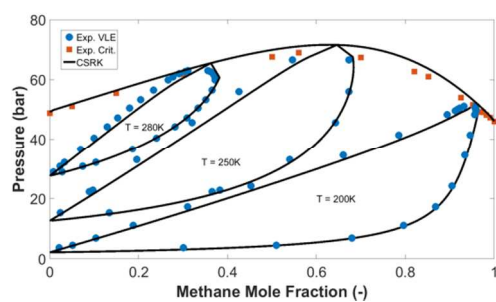 80
60
40
20
0
Pressure (bar)
Exp. VLE
Exp. Crit.
CSRK
T = 280K
T = 250K
T = 200K
0 0.2 0.4 0.6 0.8 1
Methane Mole Fraction (-)